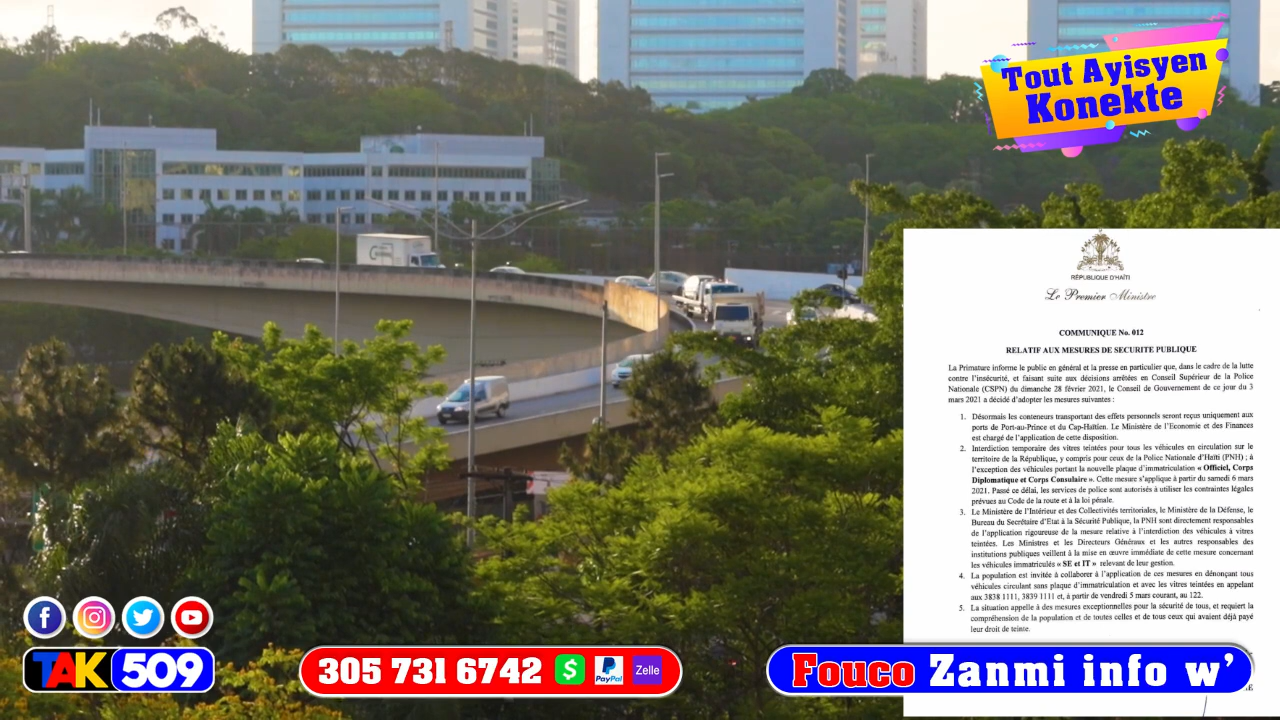 Tout Ayisyen
Konekte
RÉPUBLIQUE D'HAÏTI
Le Premier Ministre
COMMUNIQUE No. 012
RELATIF AUX MESURES DE SECURITE PUBLIQUE
La Primature informe le public en général et la presse en particulier que, dans le cadre de la lutte
contre l'insécurité, et faisant suite aux décisions arrêtées en Conseil Supérieur de la Police
Nationale (CSPN) du dimanche 28 février 2021, le Conseil de Gouvernement de ce jour du 3
mars 2021 a décidé d'adopter les mesures suivantes :
1. Désormais les conteneurs transportant des effets personnels seront reçus uniquement aux
ports de Port-au-Prince et du Cap-Haïtien. Le Ministère de l'Economie et des Finances
est chargé de l'application de cette disposition.
2. Interdiction temporaire des vitres teintées pour tous les véhicules en circulation sur le
territoire de la République, y compris pour ceux de la Police Nationale d'Haïti (PNH) ; à
l'exception des véhicules portant la nouvelle plaque d'immatriculation « Officiel, Corps
Diplomatique et Corps Consulaire ». Cette mesure s'applique à partir du samedi 6 mars
2021. Passé ce délai, les services de police sont autorisés à utiliser les contraintes légales
prévues au Code de la route et à la loi pénale.
3. Le Ministère de l'Intérieur et des Collectivités territoriales, le Ministère de la Défense, le
Bureau du Secrétaire d'Etat à la Sécurité Publique, la PNH sont directement responsables
de l'application rigoureuse de la mesure relative à l'interdiction des véhicules à vitres
teintées. Les Ministres et les Directeurs Généraux et les autres responsables des
institutions publiques veillent à la mise en œuvre immédiate de cette mesure concernant
les véhicules immatriculés « SE et IT » relevant de leur gestion.
4. La population est invitée à collaborer à l'application de ces mesures en dénonçant tous
véhicules circulant sans plaque d'immatriculation et avec les vitres teintées en appelant
aux 3838 1111, 3839 1111 et, à partir de vendredi 5 mars courant, au 122.
5. La situation appelle à des mesures exceptionnelles pour la sécurité de tous, et requiert la
compréhension de la population et de toutes celles et de tous ceux qui avaient déjà payé
leur droit de teinte.
TAK 509
305 731 6742 $ PayPal Zelle
Fouco Zanmi info w'